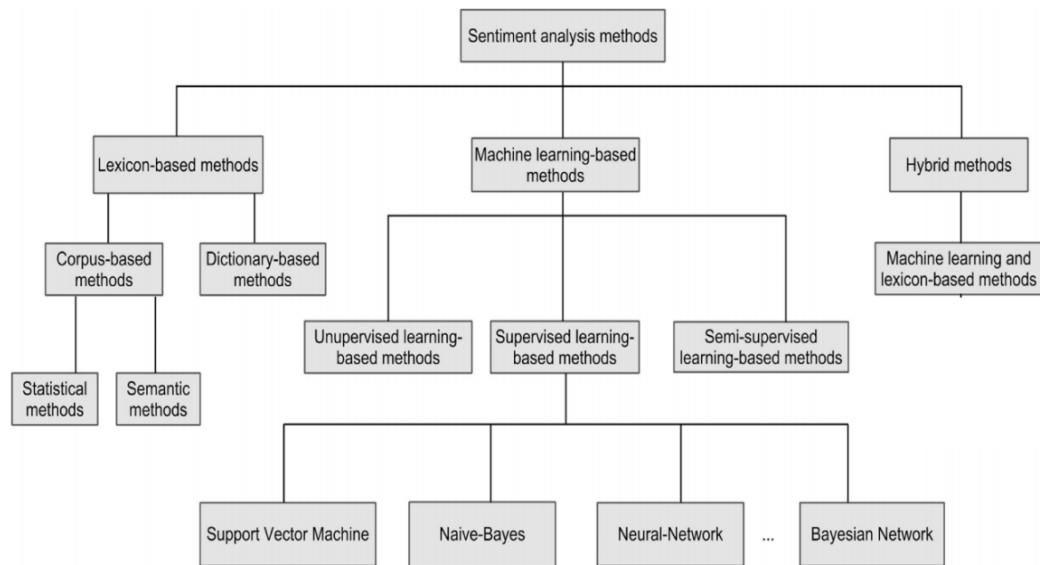 Sentiment analysis methods
Lexicon-based methods
Machine learning-based
methods
Hybrid methods
Corpus-based
methods
Dictionary-based
methods
Machine learning and
lexicon-based methods
Unupervised learning-
based methods
Supervised learning-
based methods
Semi-supervised
learning-based methods
Statistical
methods
Semantic
methods
Support Vector Machine
Naive-Bayes
Neural-Network
...
Bayesian Network